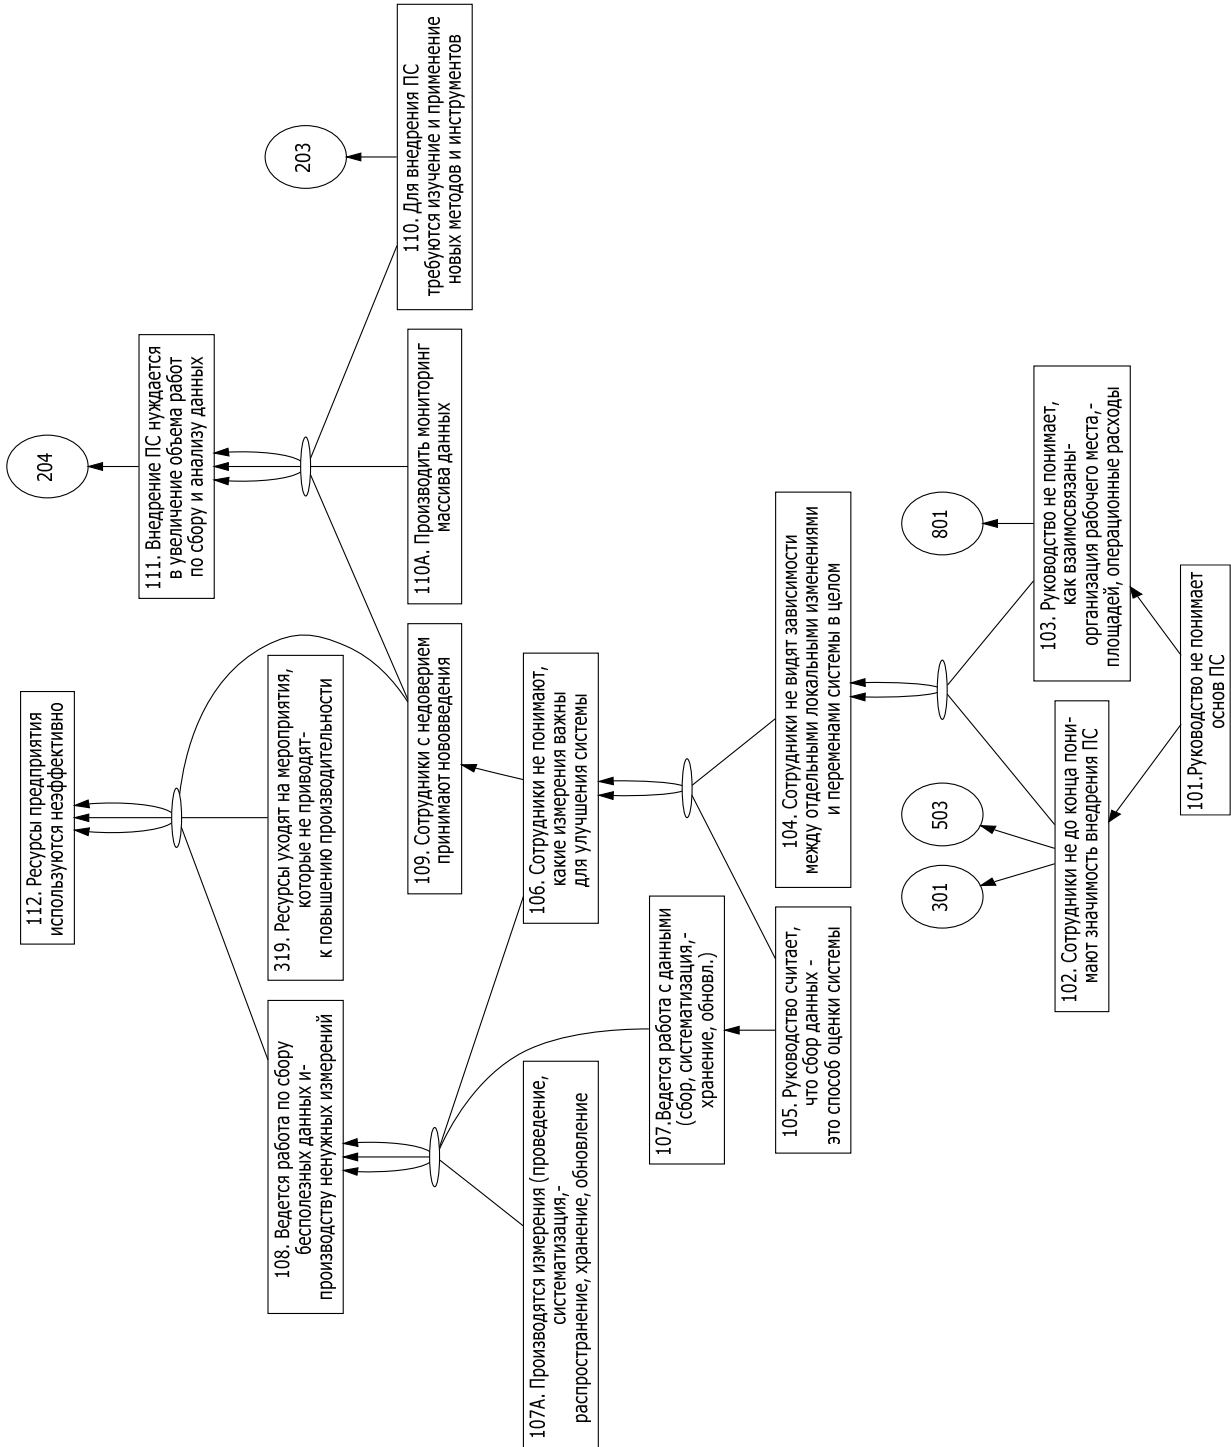 204
203
112. Ресурсы предприятия
используются неэффективно
111. Внедрение ПС нуждается
в увеличение объема работ
по сбору и анализу данных
108. Ведется работа по сбору
бесполезных данных и-
производству ненужных измерений
319. Ресурсы уходят на мероприятия,
которые не приводят-
к повышению производительности
109. Сотрудники с недоверием
принимают нововведения
110А. Производить мониторинг
массива данных
110. Для внедрения ПС
требуются изучение и применение
новых методов и инструментов
107А. Производятся измерения (проведение,
систематизация,-
распространие, хранение, обновление
106. Сотрудники не понимают,
какие измерения важны
для улучшения системы
107.Ведется работа с данными
(сбор, систематизация,-
хранение, обновл.)
105. Руководство считает,
что сбор данных -
это способ оценки системы
104. Сотрудники не видят зависимости
между отдельными локальными изменениями
и переменами системы в целом
301
503
801
102. Сотрудники не до конца пони-
мают значимость внедрения ПС
103. Руководство не понимает,
как взаимосвязаны-
организация рабочего места,-
площадей, операционные расходы
101.Руководство не понимает
основ ПС